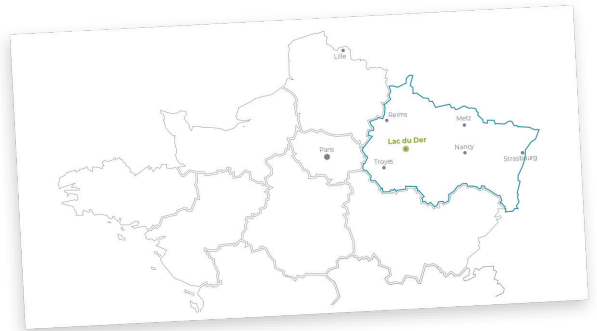 Lille
Reims
Metz
Lac du Der
Paris
Nancy
Troyes
Strasbourg